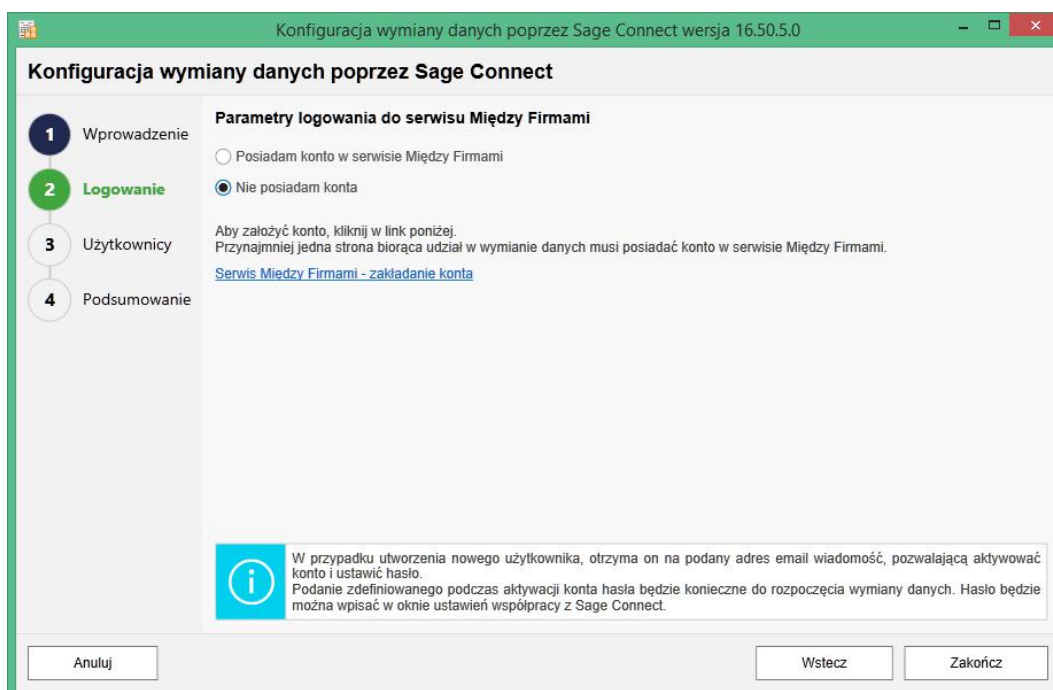 Konfiguracja wymiany danych poprzez Sage Connect wersja 16.50.5.0
Konfiguracja wymiany danych poprzez Sage Connect
1 Wprowadzenie
2 Logowanie
3 Użytkownicy
4 Podsumowanie
Parametry logowania do serwisu Między Firmami
Posiadam konto w serwisie Między Firmami
Nie posiadam konta
Aby założyć konto, kliknij w link poniżej.
Przynajmniej jedna strona biorąca udział w wymianie danych musi posiadać konto w serwisie Między Firmami.
Serwis Między Firmami - zakładanie konta
W przypadku utworzenia nowego użytkownika, otrzyma on na podany adres email wiadomość, pozwalającą aktywować
konto i ustawić hasło.
Podanie zdefiniowanego podczas aktywacji konta hasła będzie konieczne do rozpoczęcia wymiany danych. Hasło będzie
można wpisać w oknie ustawień współpracy z Sage Connect.
Anuluj
Wstecz
Zakończ